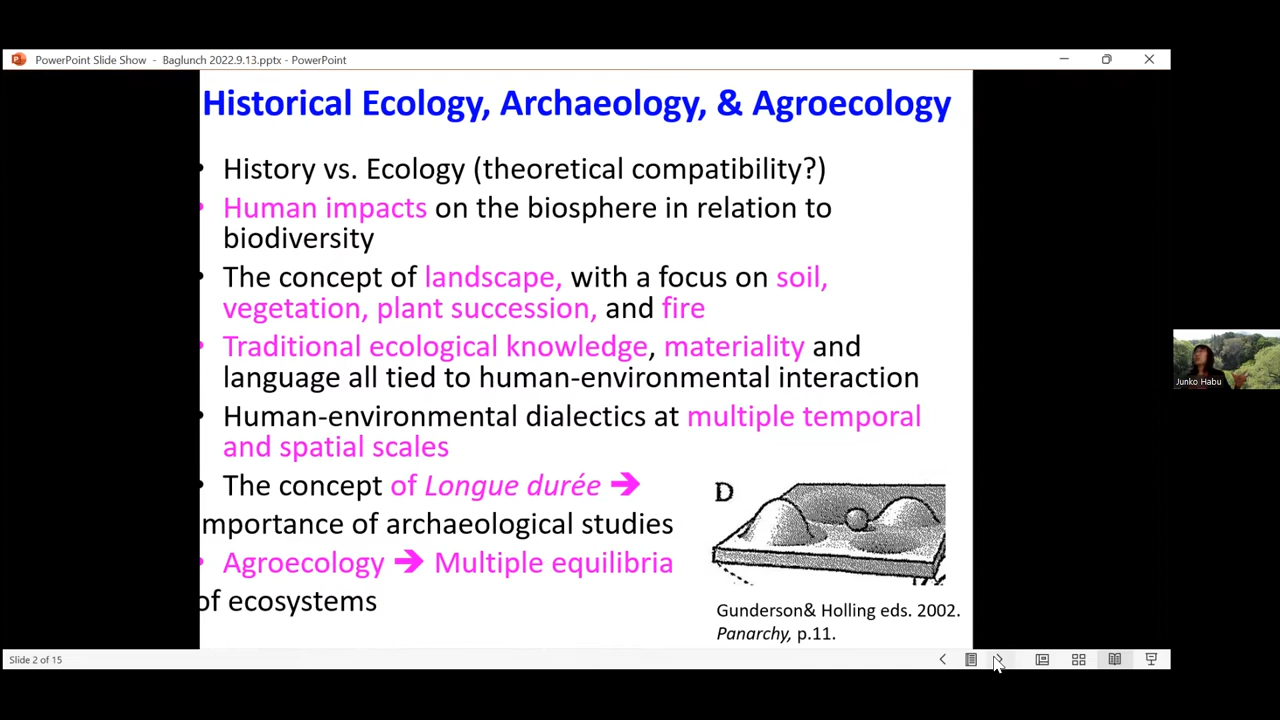 PowerPoint Slide Show - Baglunch 2022.9.13.pptx - PowerPoint
Historical Ecology, Archaeology, & Agroecology
• History vs. Ecology (theoretical compatibility?)
• Human impacts on the biosphere in relation to
biodiversity
• The concept of landscape, with a focus on soil,
vegetation, plant succession, and fire
• Traditional ecological knowledge, materiality and
language all tied to human-environmental interaction
• Human-environmental dialectics at multiple temporal
and spatial scales
• The concept of Longue durée ➔
mportance of archaeological studies
• Agroecology ➔ Multiple equilibria
of ecosystems
D
Gunderson& Holling eds. 2002.
Panarchy, p.11.
Junko Habu
Slide 2 of 15